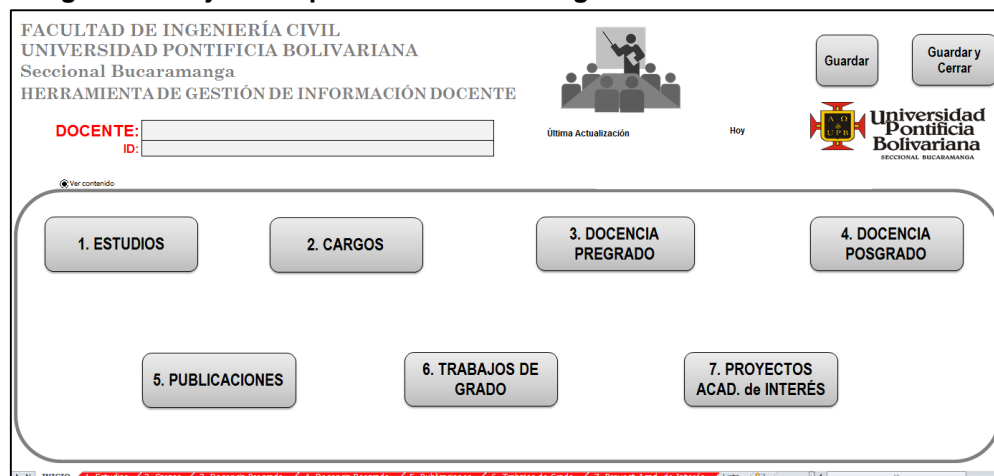 FACULTAD DE INGENIERÍA CIVIL
UNIVERSIDAD PONTIFICIA BOLIVARIANA
Seccional Bucaramanga
HERRAMIENTA DE GESTIÓN DE INFORMACIÓN DOCENTE
Guardar
Guardar y
Cerrar
DOCENTE:
ID:
Última Actualización
Hoy
A O
UPB
Universidad
Pontificia
Bolivariana
SECCIONAL BUCARAMANGA
Ver contenido
1. ESTUDIOS
2. CARGOS
3. DOCENCIA
PREGRADO
4. DOCENCIA
POSGRADO
5. PUBLICACIONES
6. TRABAJOS DE
GRADO
7. PROYECTOS
ACAD. de INTERÉS